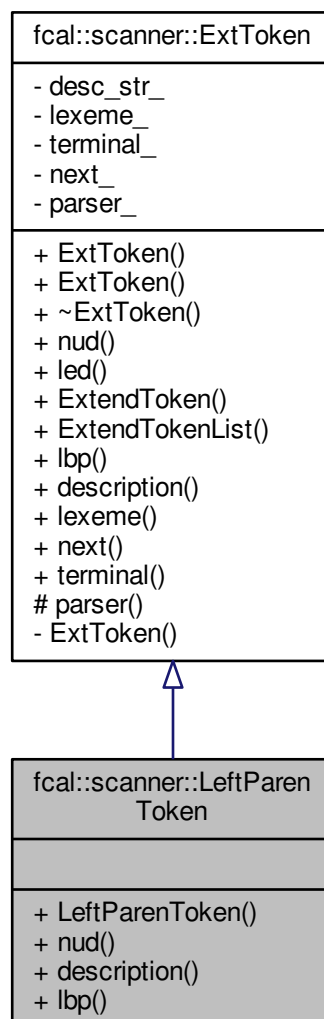 fcal::scanner::ExtToken
- desc_str_
- lexeme_
- terminal_
- next_
- parser_
+ ExtToken()
+ ExtToken()
+ ~ExtToken()
+ nud()
+ led()
+ ExtendToken()
+ ExtendTokenList()
+ lbp()
+ description()
+ lexeme()
+ next()
+ terminal()
# parser()
- ExtToken()
fcal::scanner::LeftParen
Token
+ LeftParenToken()
+ nud()
+ description()
+ lbp()